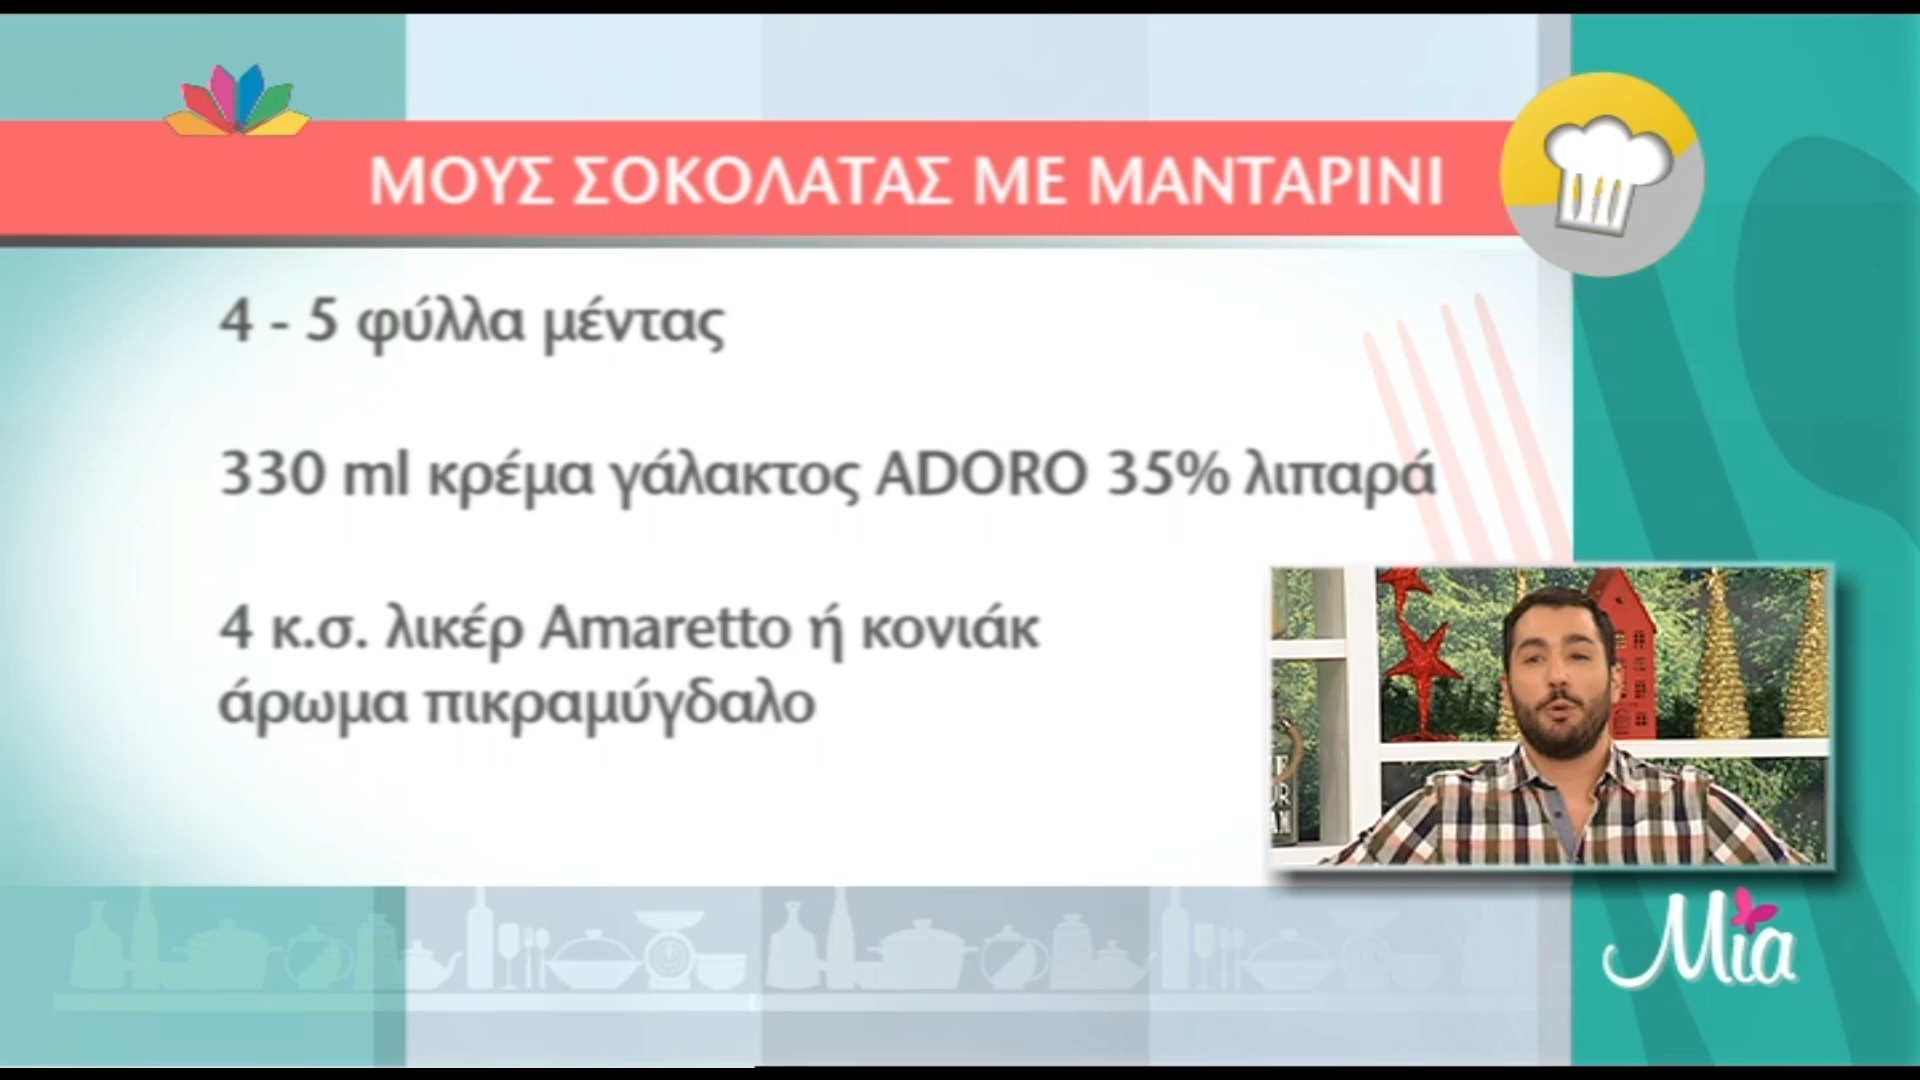 ΜΟΥΣ ΣΟΚΟΛΑΤΑΣ ΜΕ ΜΑΝΤΑΡΙΝΙ
4 - 5 φύλλα μέντας
330 ml κρέμα γάλακτος ADORO 35% λιπαρά
4 κ.σ. λικέρ Amaretto ή κονιάκ
άρωμα πικραμύγδαλο
Μία